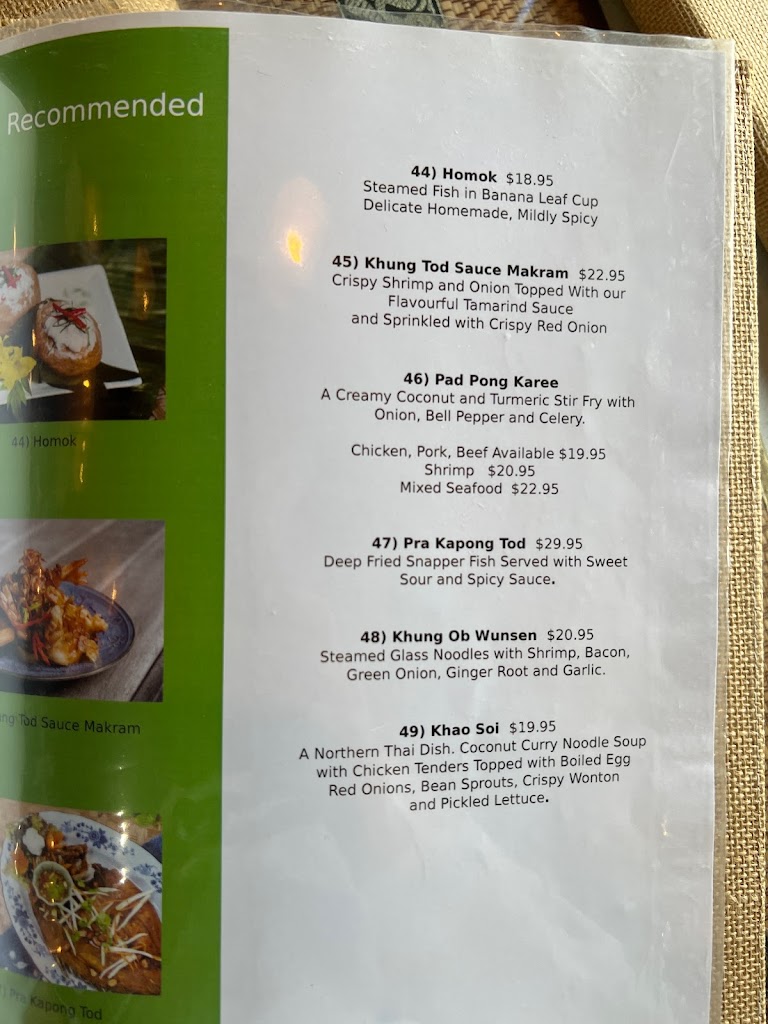 Recommended
44) Homok $18.95
Steamed Fish in Banana Leaf Cup
Delicate Homemade, Mildly Spicy
45) Khung Tod Sauce Makram $22.95
Crispy Shrimp and Onion Topped With our
Flavourful Tamarind Sauce
and Sprinkled with Crispy Red Onion
46) Pad Pong Karee
A Creamy Coconut and Turmeric Stir Fry with
Onion, Bell Pepper and Celery.
Chicken, Pork, Beef Available $19.95
Shrimp $20.95
Mixed Seafood $22.95
47) Pra Kapong Tod $29.95
Deep Fried Snapper Fish Served with Sweet
Sour and Spicy Sauce.
48) Khung Ob Wunsen $20.95
Steamed Glass Noodles with Shrimp, Bacon,
Green Onion, Ginger Root and Garlic.
49) Khao Soi $19.95
A Northern Thai Dish. Coconut Curry Noodle Soup
with Chicken Tenders Topped with Boiled Egg
Red Onions, Bean Sprouts, Crispy Wonton
and Pickled Lettuce.
44) Homok
Tod Sauce Makram
Pra Kapong Tod